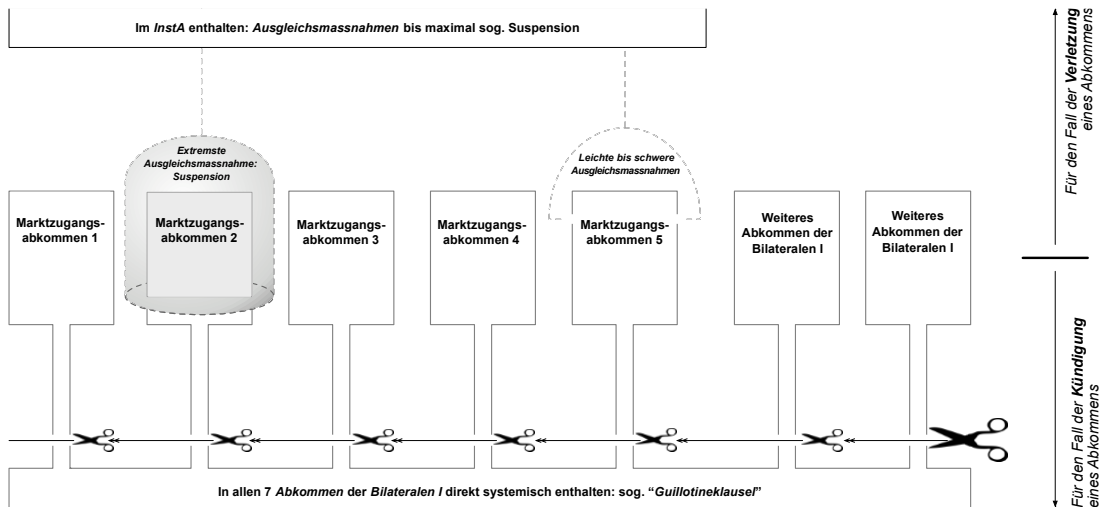 Im InstA enthalten: Ausgleichsmassnahmen bis maximal sog. Suspension
Extremste
Ausgleichsmassnahme:
Suspension
Leichte bis schwere
Ausgleichsmassnahmen
Marktzugangs-
abkommen 1
Marktzugangs-
abkommen 2
Marktzugangs-
abkommen 3
Marktzugangs-
abkommen 4
Marktzugangs-
abkommen 5
Weiteres
Abkommen der
Bilateralen I
Weiteres
Abkommen der
Bilateralen I
In allen 7 Abkommen der Bilateralen I direkt systemisch enthalten: sog. “Guillotineklausel”
Für den Fall der Verletzung
eines Abkommens
Für den Fall der Kündigung
eines Abkommens